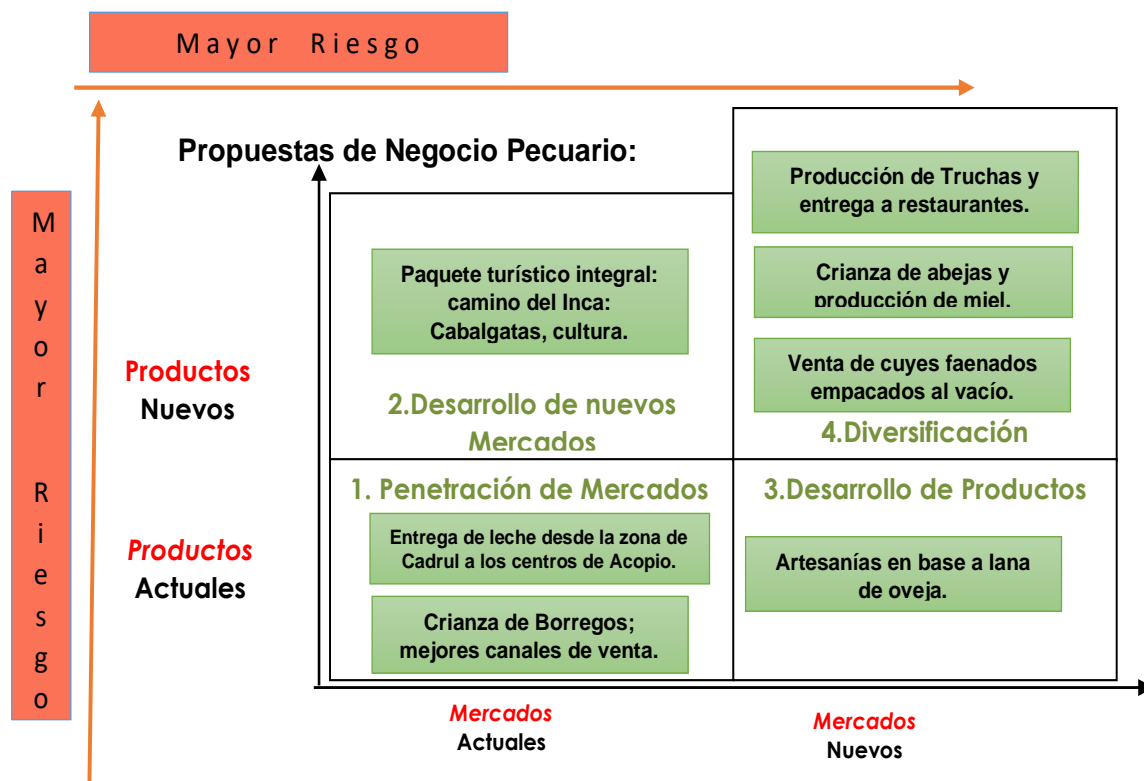 Mayor Riesgo
Propuestas de Negocio Pecuario:
Mayor Riesgo
Productos
Nuevos
Paquete turístico integral:
camino del Inca:
Cabalgatas, cultura.
2.Desarrollo de nuevos
Mercados
Producción de Truchas y
entrega a restaurantes.
Crianza de abejas y
producción de miel.
Venta de cuyes faenados
empacados al vacío.
4.Diversificación
Productos
Actuales
1. Penetración de Mercados
Entrega de leche desde la zona de
Cadrul a los centros de Acopio.
Crianza de Borregos;
mejores canales de venta.
3.Desarrollo de Productos
Artesanías en base a lana
de oveja.
Mercados
Actuales
Mercados
Nuevos